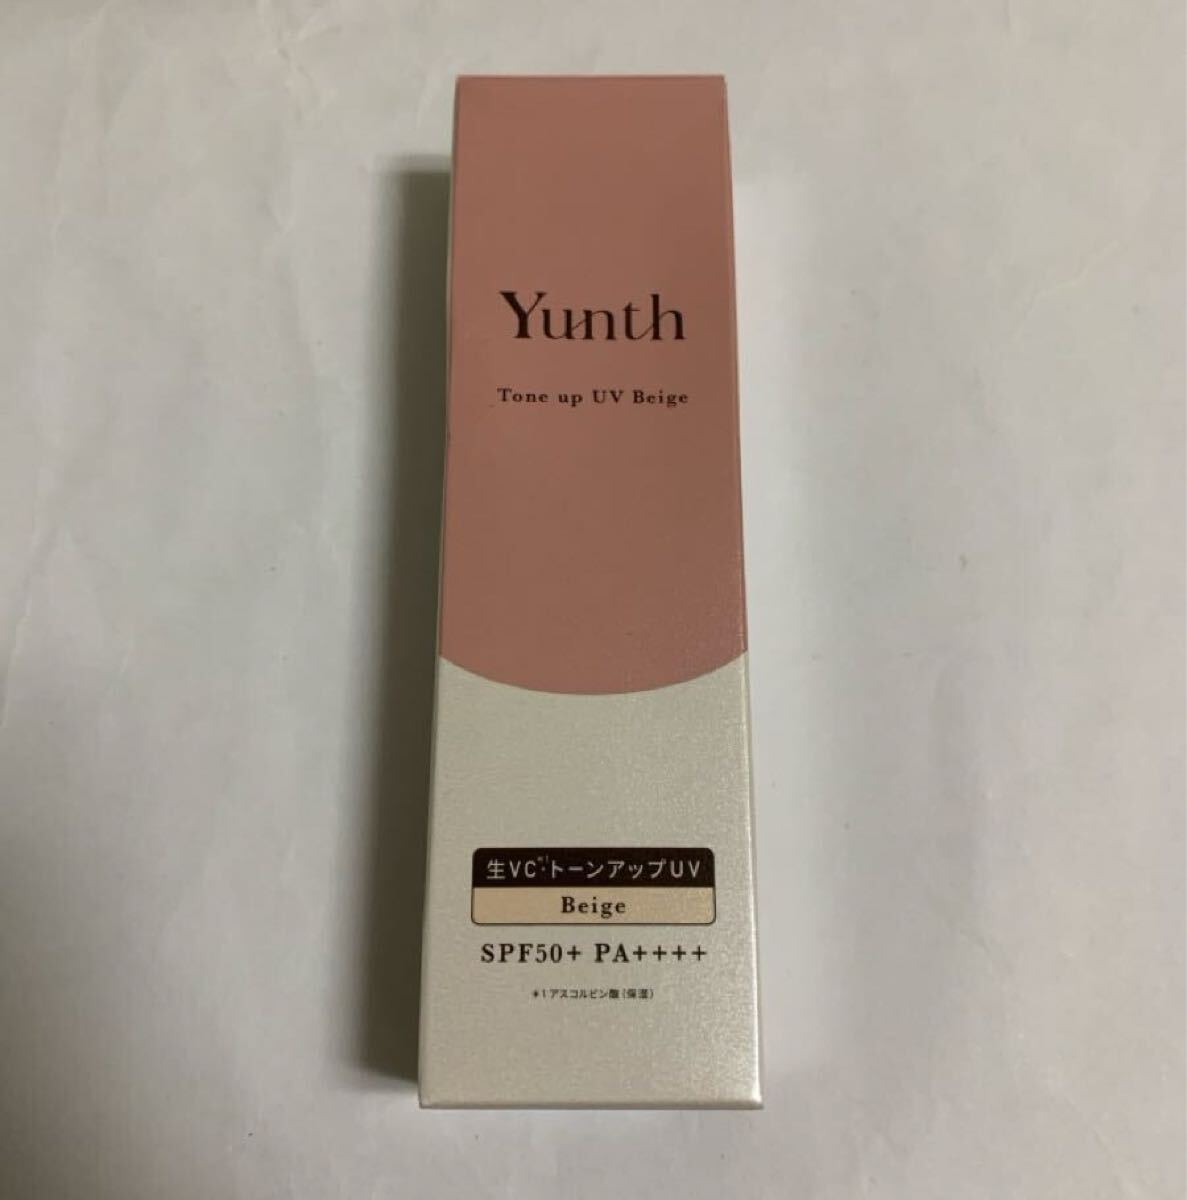 Yunth
Tone up UV Beige
生VC*1・トーンアップUV
Beige
SPF50+ PA++++
*1アスコルビン酸(保湿)